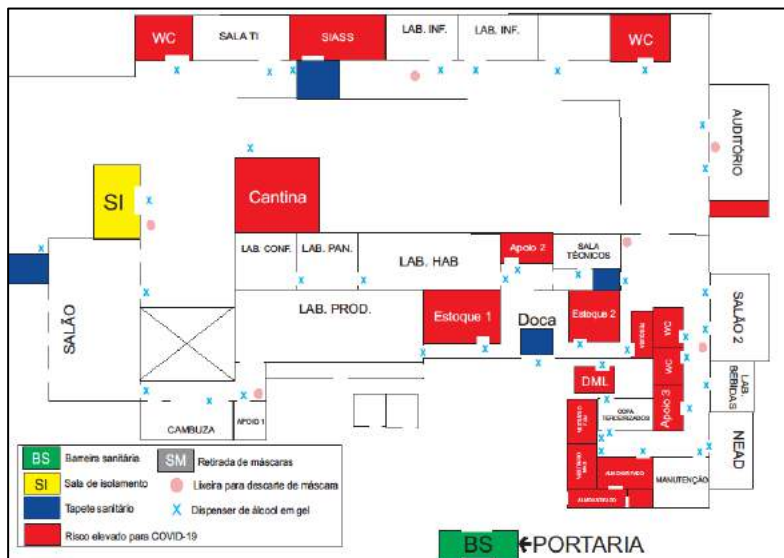 WC
SALA TI
SIASS
LAB. INF.
LAB. INF.
WC
AUDITÓRIO
SI
Cantina
LAB. CONF.
LAB. PAN.
LAB. HAB
Apoio 2
SALA
TÉCNICOS
SALÃO
LAB. PROD.
Estoque 1
Doca
Estoque 2
WC
SALÃO 2
WC
DML
Apoio 3
LAB.
BEBIDAS
CAMBUZA
APOIO 1
COPA
TERCEIRIZADOS
NEAD
MANUTENÇÃO
ALMOXARIFADO
BS Barreira sanitária
SM Retirada de máscaras
SI Sala de isolamento
Lixeira para descarte de máscara
Tapete sanitário
Dispenser de álcool em gel
Risco elevado para COVID-19
BS
PORTARIA